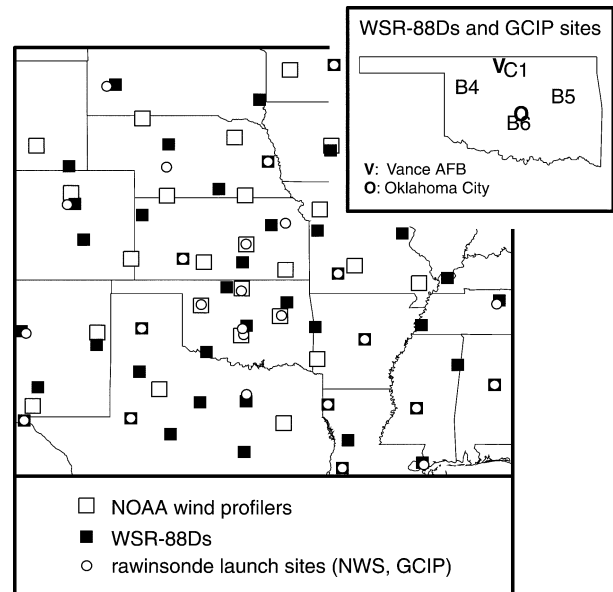 WSR-88Ds and GCIP sites
V
C1
B4
B5
O
B6
V: Vance AFB
O: Oklahoma City
NOAA wind profilers
WSR-88Ds
rawinsonde launch sites (NWS, GCIP)